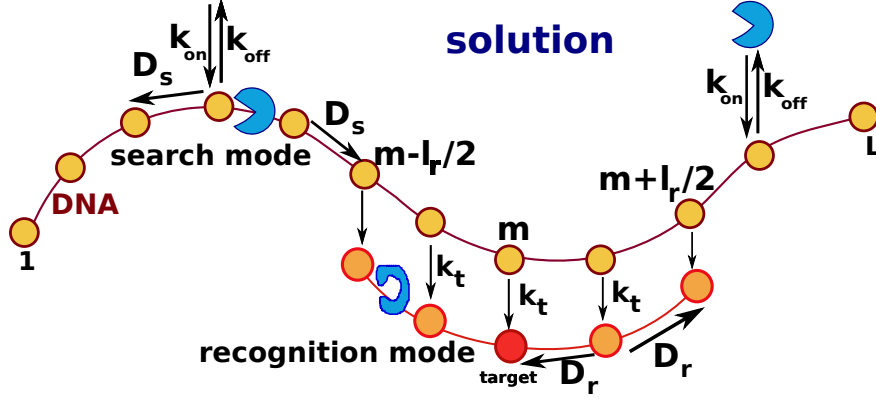 solution
k_on
k_off
D_s
D_s
search mode
m-l_r/2
DNA
1
k_on
k_off
L
m+l_r/2
m
k_t
k_t
k_t
recognition mode
target
D_r
D_r